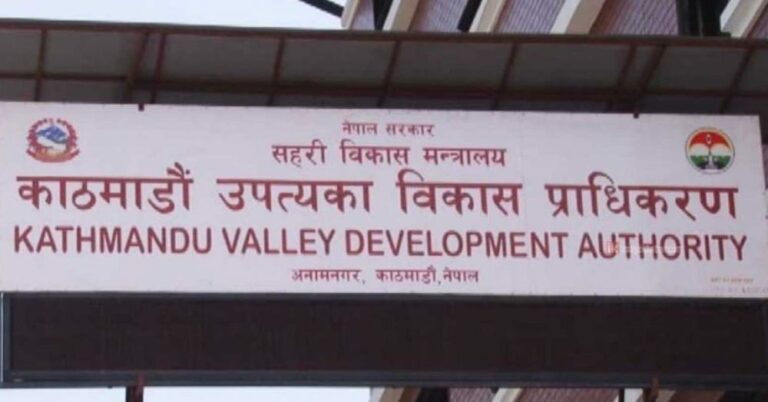 नेपाल सरकार
सहरी विकास मन्त्रालय
काठमाडौं उपत्यका विकास प्राधिकरण
KATHMANDU VALLEY DEVELOPMENT AUTHORITY
अनामनगर, काठमाडौं,नेपाल